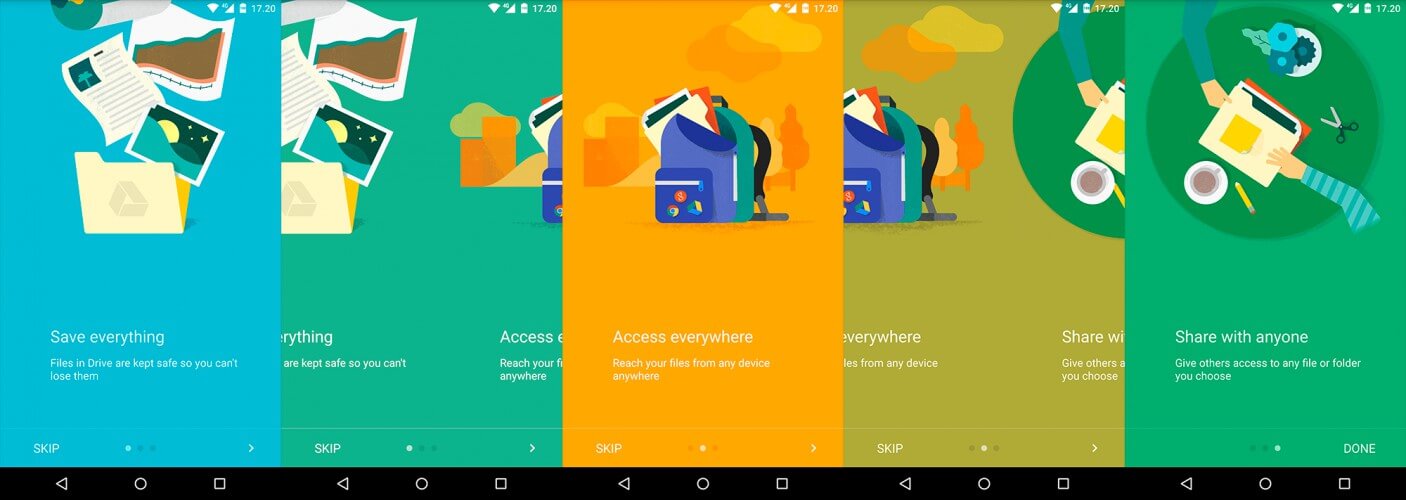 17.20
Save everything
Files in Drive are kept safe so you can't
lose them
SKIP
17.20
rything
Access e
are kept safe so you can't
Reach your fi
anywhere
SKIP
17.20
Access everywhere
Reach your files from any device
anywhere
SKIP
17.20
everywhere
Share wi
files from any device
Give others a
you choose
SKIP
17.20
Share with anyone
Give others access to any file or folder
you choose
DONE